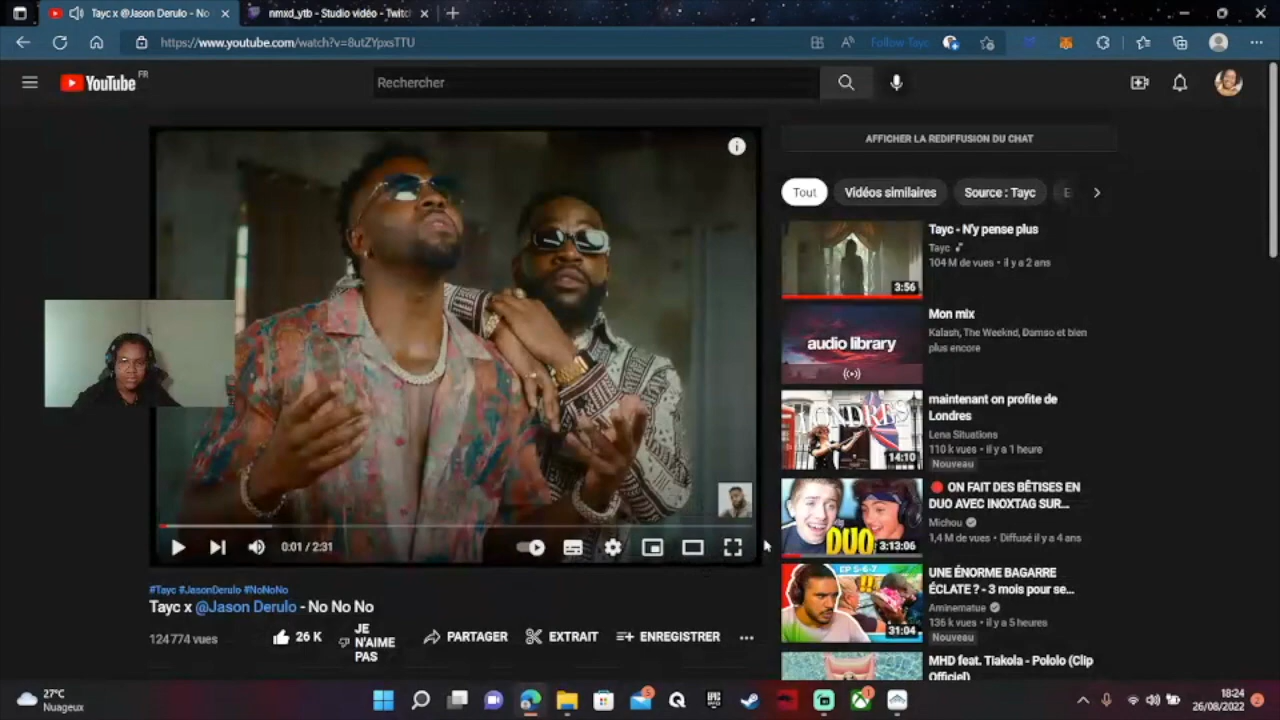 Tayc x @Jason Derulo - No
nmxd_ytb - Studio vidéo - Twitch
https://www.youtube.com/watch?v=8utZYpxsTTU
Follow Tayc
YouTube FR
Rechercher
AFFICHER LA REDIFFUSION DU CHAT
Tout
Vidéos similaires
Source : Tayc
E
Tayc - N'y pense plus
Tayc
104 M de vues • il y a 2 ans
3:56
Mon mix
Kalash, The Weeknd, Damso et bien
plus encore
audio library
maintenant on profite de
Londres
Lena Situations
110 k vues • il y a 1 heure
Nouveau
LONDRES
14:10
ON FAIT DES BÊTISES EN
DUO AVEC INOXTAG SUR...
Michou
1,4 M de vues • Diffusé il y a 4 ans
DUO
3:13:06
UNE ÉNORME BAGARRE
ÉCLATE ? - 3 mois pour se...
Aminematue
136 k vues • il y a 5 heures
Nouveau
EP 5-6-7
31:04
MHD feat. Tiakola - Pololo (Clip
Officiel)
0:01 / 2:31
#Tayc #JasonDerulo #NoNoNo
Tayc x @Jason Derulo - No No No
124 774 vues
26 K
JE
N'AIME
PAS
PARTAGER
EXTRAIT
ENREGISTRER
27°C
Nuageux
18:24
26/08/2022